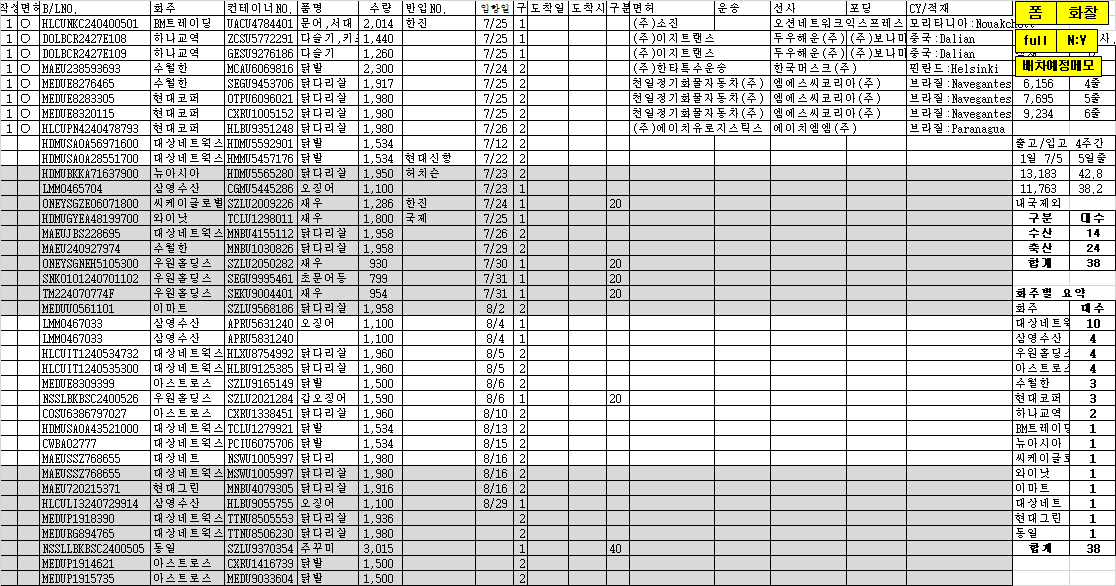 작성 면허 B/LNO. 화주 컨테이너NO. 품명 수량 반입NO. 입항일 구 도착일 도착시 구분 면허 운송 선사 포딩 CY/적재 폼 화찰
1 ○ HLCUNKC240400501 BM트레이딩 UACU4784401 문어,서대 2,014 한진 7/25 1 (주)소진 오션네트워크익스프레스 모리타니아:Nouakchott
1 ○ DOLBCR2427E108 하나교역 ZCSU5772291 다슬기,키조 1,440 7/25 1 (주)이지트랜스 두우해운(주) (주)보나미 중국:Dalian full N:Y 사,
1 ○ DOLBCR2427E109 하나교역 GESU9276186 다슬기 1,260 7/25 1 (주)이지트랜스 두우해운(주) (주)보나미 중국:Dalian
1 ○ MAEU238593693 수월한 MCAU6069816 닭발 2,300 7/24 2 (주)한타특수운송 한국머스크(주) 핀란드:Helsinki 배차예정메모
1 ○ MEDUE8276465 수월한 SEGU9453706 닭다리살 1,917 7/25 2 천일정기화물자동차(주) 엠에스씨코리아(주) 브라질:Navegantes 6,156 4줄
1 ○ MEDUE8283305 현대코퍼 OTPU6096021 닭다리살 1,980 7/25 2 천일정기화물자동차(주) 엠에스씨코리아(주) 브라질:Navegantes 7,695 5줄
1 ○ MEDUE8320115 현대코퍼 CXRU1005152 닭다리살 1,980 7/25 2 천일정기화물자동차(주) 엠에스씨코리아(주) 브라질:Navegantes 9,234 6줄
1 ○ HLCUPN4240478793 현대코퍼 HLBU9351248 닭다리살 1,980 7/26 2 (주)에이치유로지스틱스 에이치엠엠(주) 브라질:Paranagua
HDMUSAOA56971600 대상네트웍스 HDMU5592901 닭발 1,534 7/12 2 출고/입고 4주간
HDMUSAOA28551700 대상네트웍스 HMMU5457176 닭발 1,534 현대신항 7/22 2 1일 7/5 5일줄
HDMUBKKA71637900 뉴아시아 HDMU5565280 닭다리살 1,950 허치슨 7/23 2 13,183 42.8
LMM0465704 삼영수산 CGMU5445286 오징어 1,100 7/23 1 11,763 38.2
ONEYSGZE06071800 씨케이글로벌 SZLU2009226 새우 1,286 한진 7/24 1 20 내국제외
HDMUGYEA48199700 와이낫 TCLU1298011 새우 1,800 국제 7/25 1 구분 대수
MAEUJBS228695 대상네트웍스 MNBU4155112 닭다리살 1,958 7/26 2 수산 14
MAEU240927974 수월한 MNBU1030826 닭다리살 1,958 7/29 2 축산 24
ONEYSGNEH5105300 우원홀딩스 SZLU2050282 새우 930 7/30 1 20 합계 38
SNKO101240701102 우원홀딩스 SEGU9995461 초문어등 799 7/31 1 20
TM224070774F 우원홀딩스 SEKU9004401 새우 954 7/31 1 20 화주별 요약
MEDUU0561101 이마트 SZLU9568186 닭다리살 1,958 8/2 2 화주 대수
LMM0467033 삼영수산 APRU5631240 오징어 1,100 8/4 1 대상네트웍 10
LMM0467033 삼영수산 APRU5831240 1,100 8/4 1 삼영수산 4
HLCUIT1240534732 대상네트웍스 HLXU8754992 닭다리살 1,960 8/5 2 우원홀딩스 4
HLCUIT1240535300 대상네트웍스 HLBU9125385 닭다리살 1,960 8/5 2 아스트로스 4
MEDUE8309399 아스트로스 SZLU9165149 닭발 1,500 8/6 2 수월한 3
NSSLBKBSC2400526 우원홀딩스 SZLU2021284 갑오징어 1,590 8/6 1 20 현대코퍼 3
COSU6386797027 아스트로스 CXRU1338451 닭다리살 1,960 8/10 2 하나교역 2
HDMUSAOA43521000 대상네트웍스 TCLU1279921 닭발 1,534 8/13 2 BM트레이딩 1
CWBA02777 대상네트웍스 PCIU6075706 닭발 1,534 8/15 2 뉴아시아 1
MAEUSSZ768655 대상네트 NSWU1005997 닭다리 1,980 8/16 2 씨케이글로 1
MAEUSSZ768655 대상네트웍스 MSWU1005997 닭다리살 1,980 8/16 2 와이낫 1
MAEU720215371 현대그린 MNBU4079305 닭다리살 1,916 8/16 2 이마트 1
HLCULI3240729914 삼영수산 HLBU9055755 오징어 1,100 8/29 1 대상네트 1
MEDUP1918390 대상네트웍스 TTNU8505553 닭다리살 1,936 2 현대그린 1
MEDURG894765 대상네트웍스 TTNU8506230 닭다리살 1,980 2 동일 1
NSSLLBKBSC2400505 동일 SZLU9370354 주꾸미 3,015 1 40 합계 38
MEDUP1914621 아스트로스 CXRU1416739 닭발 1,500 2
MEDUP1915735 아스트로스 MEDU9033604 닭발 1,500 2